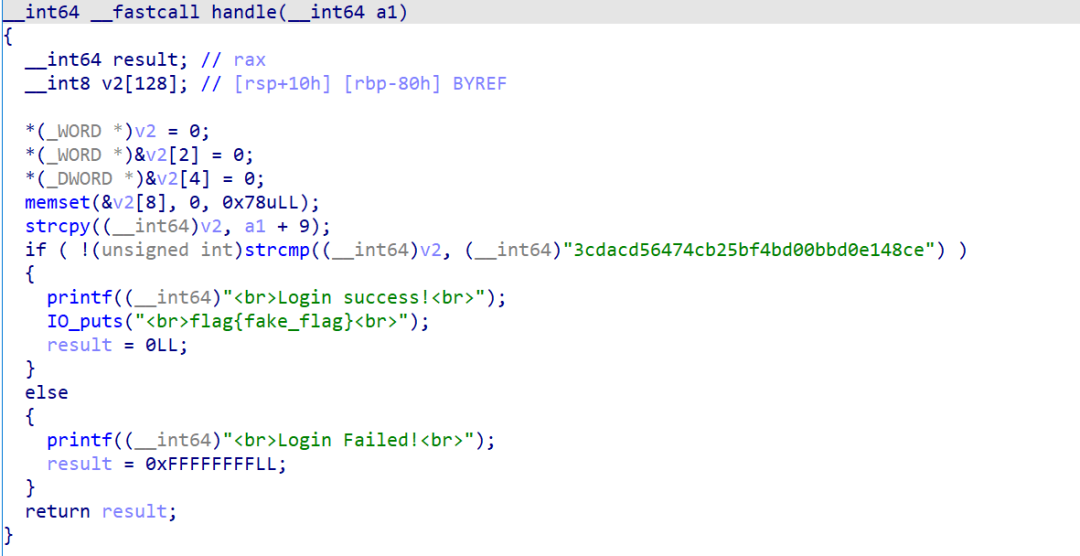 __int64 __fastcall handle(__int64 a1)
{
  __int64 result; // rax
  __int8 v2[128]; // [rsp+10h] [rbp-80h] BYREF

  *(_WORD *)v2 = 0;
  *(_WORD *)&v2[2] = 0;
  *(_DWORD *)&v2[4] = 0;
  memset(&v2[8], 0, 0x78uLL);
  strcpy((__int64)v2, a1 + 9);
  if ( !(unsigned int)strcmp((__int64)v2, (__int64)"3cdacd56474cb25bf4bd00bbd0e148ce") )
  {
    printf((__int64)"<br>Login success!<br>");
    IO_puts("<br>flag{fake_flag}<br>");
    result = 0LL;
  }
  else
  {
    printf((__int64)"<br>Login Failed!<br>");
    result = 0xFFFFFFFFLL;
  }
  return result;
}